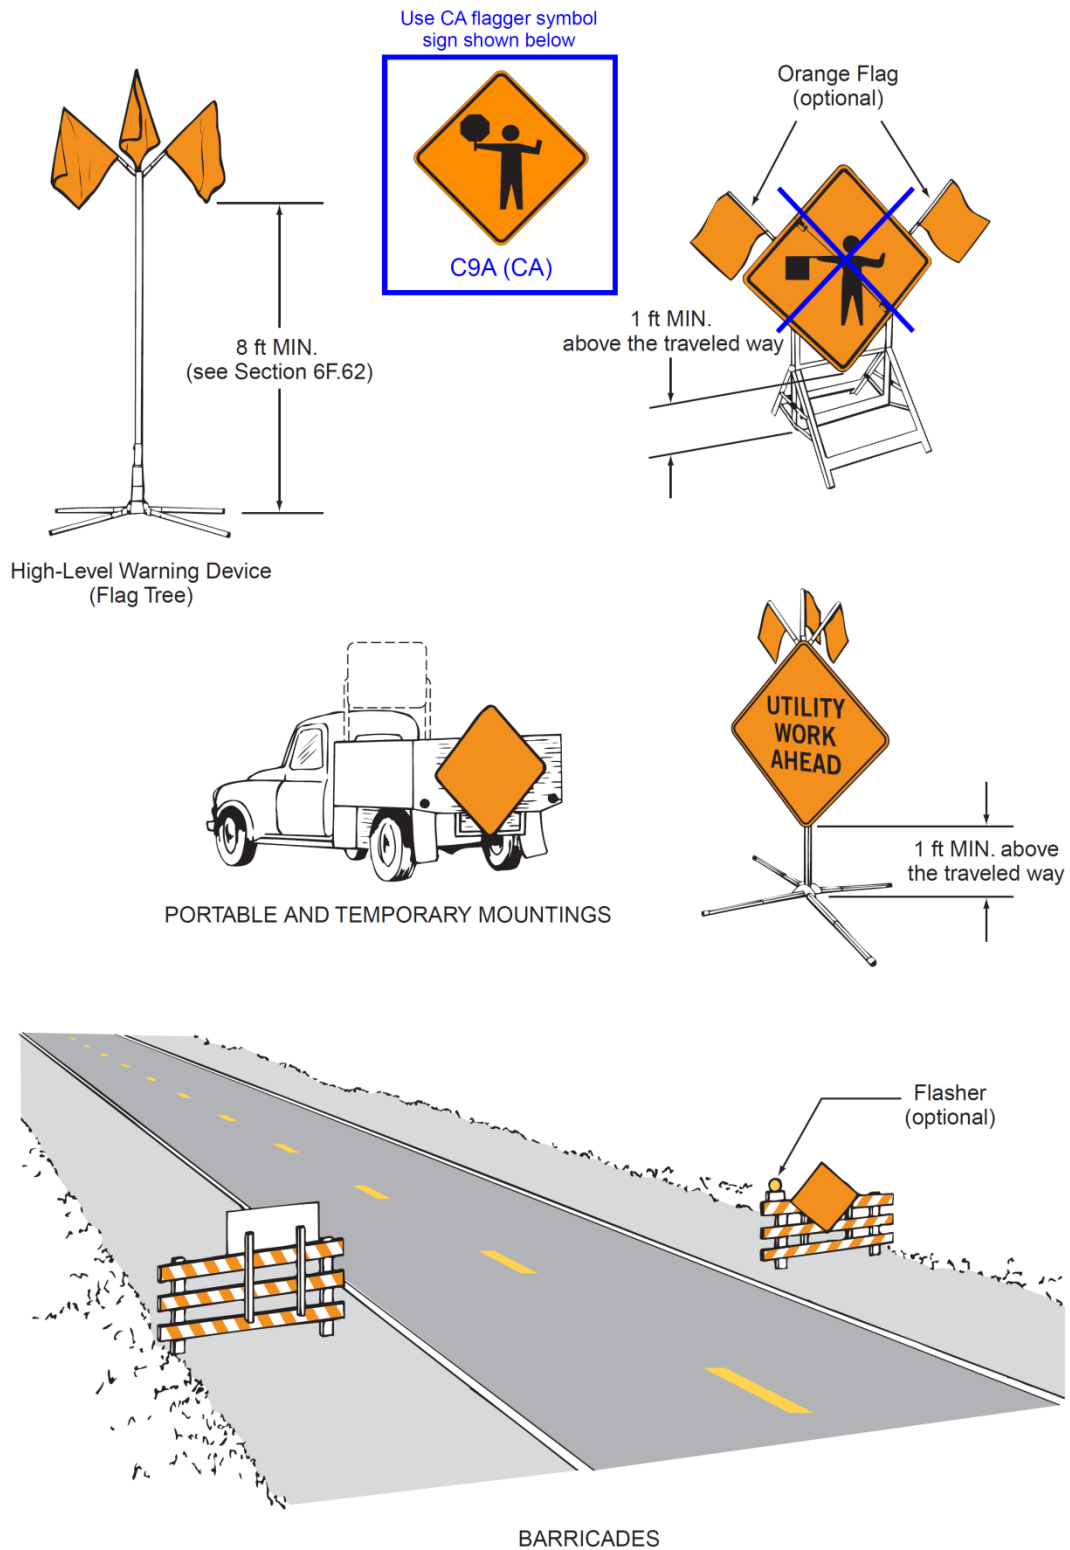 Use CA flagger symbol
sign shown below
C9A (CA)
Orange Flag
(optional)
1 ft MIN.
above the traveled way
8 ft MIN.
(see Section 6F.62)
High-Level Warning Device
(Flag Tree)
UTILITY
WORK
AHEAD
1 ft MIN. above
the traveled way
PORTABLE AND TEMPORARY MOUNTINGS
Flasher
(optional)
BARRICADES